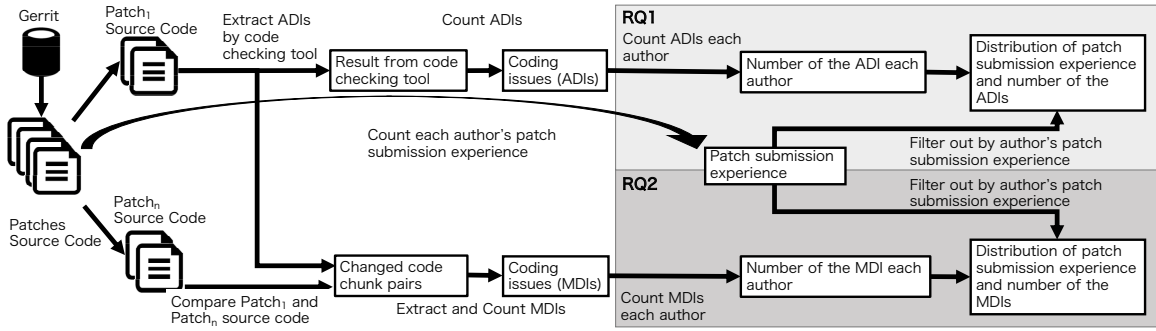 Gerrit
Patch1
Source Code
Extract ADIs
by code
checking tool
Count ADIs
RQ1
Count ADIs each
author
Result from code
checking tool
Coding
issues (ADIs)
Number of the ADI each
author
Distribution of patch
submission experience
and number of the
ADIs
Count each author's patch
submission experience
Filter out by author's patch
submission experience
Patch submission
experience
RQ2
Filter out by author's patch
submission experience
Patches
Source Code
Patchn
Source Code
Changed code
chunk pairs
Coding
issues (MDIs)
Number of the MDI each
author
Distribution of patch
submission experience
and number of the
MDIs
Compare Patch1 and
Patchn source code
Extract and Count MDIs
Count MDIs
each author